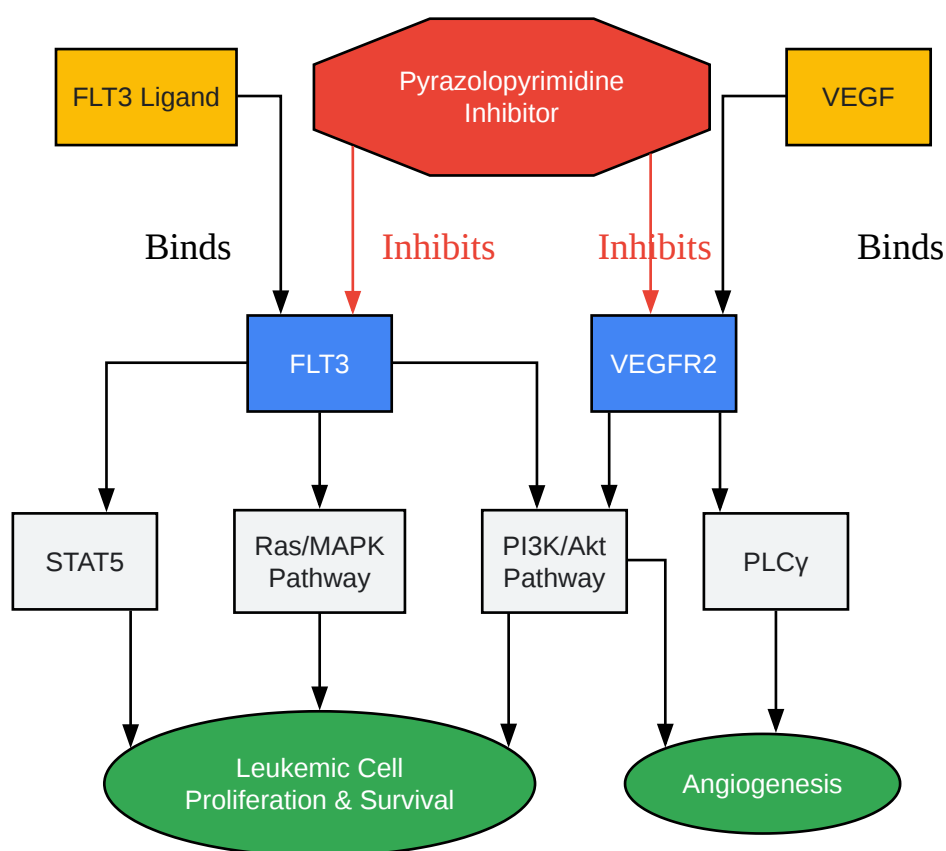 FLT3 Ligand
Pyrazolopyrimidine
Inhibitor
VEGF
Binds
Inhibits
Inhibits
Binds
FLT3
VEGFR2
STAT5
Ras/MAPK
Pathway
PI3K/Akt
Pathway
PLCγ
Leukemic Cell
Proliferation & Survival
Angiogenesis